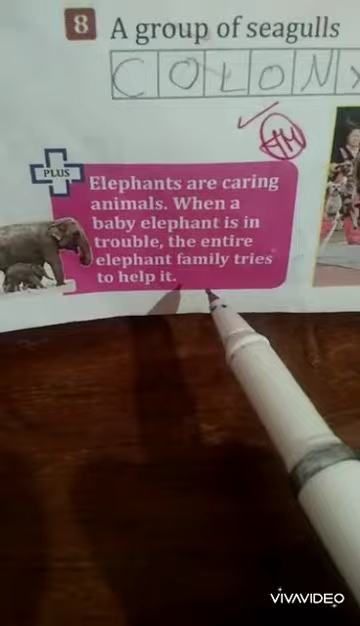 8 A group of seagulls
COLON
PLUS
Elephants are caring
animals. When a
baby elephant is in
trouble, the entire
elephant family tries
to help it.
VIVAVIDEO